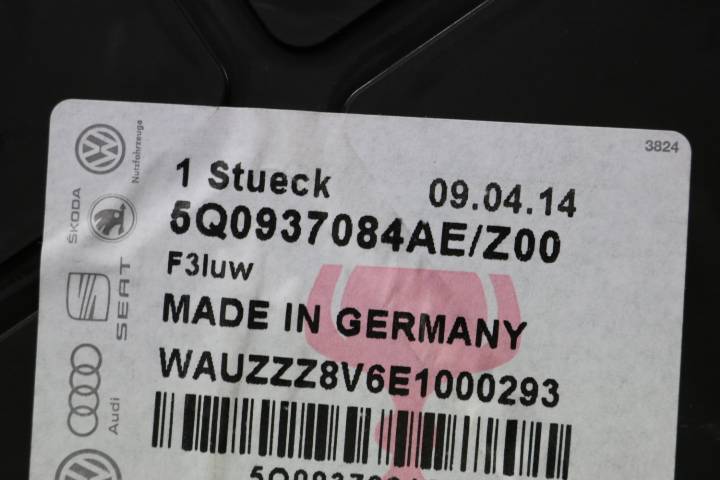 3824
Nutzfahrzeuge
1 Stueck 09.04.14
ŠKODA
5Q0937084AE/Z00
F3luw
SEAT
MADE IN GERMANY
WAUZZZ8V6E1000293
Audi